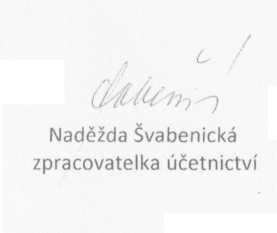 Naděžda Švabenická
zpracovatelka účetnictví